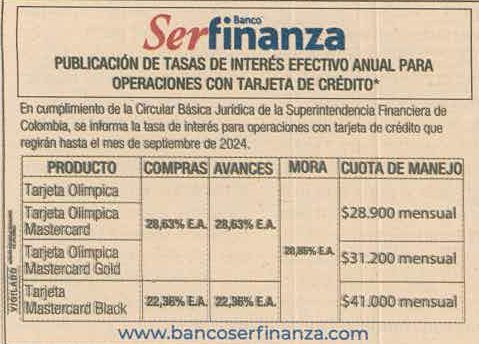 Banco
Serfinanza
PUBLICACIÓN DE TASAS DE INTERÉS EFECTIVO ANUAL PARA
OPERACIONES CON TARJETA DE CRÉDITO*
En cumplimiento de la Circular Básica Jurídica de la Superintendencia Financiera de
Colombia, se informa la tasa de interés para operaciones con tarjeta de crédito que
regirán hasta el mes de septiembre de 2024.
PRODUCTO COMPRAS AVANCES MORA CUOTA DE MANEJO
Tarjeta Olímpica
Tarjeta Olímpica
Mastercard
28,63% E.A. 28,63% E.A. $28.900 mensual
Tarjeta Olímpica
Mastercard Gold
E.A. $31.200 mensual
Tarjeta
Mastercard Black
22,36% E.A. 22,36% E.A. $41.000 mensual
VIGILADO
www.bancoserfinanza.com